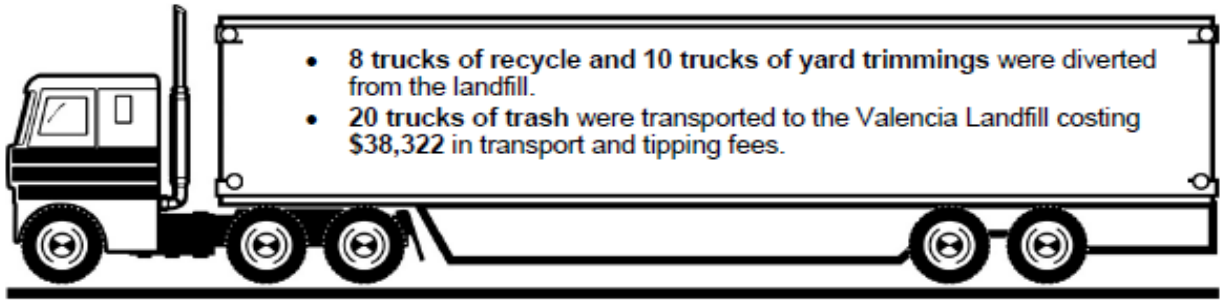 • 8 trucks of recycle and 10 trucks of yard trimmings were diverted
from the landfill.
• 20 trucks of trash were transported to the Valencia Landfill costing
$38,322 in transport and tipping fees.